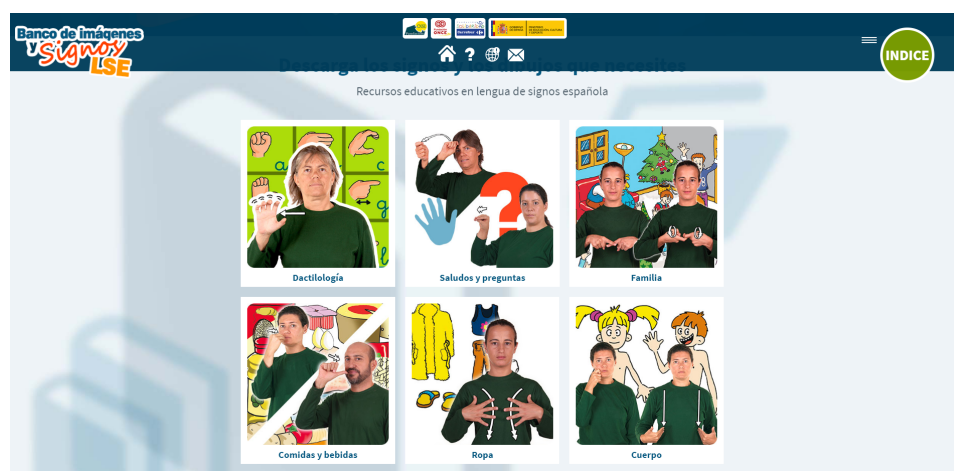 Banco de imágenes
y Signos
LSE
ONCE
INDICE
Descarga los signos y los dibujos que necesites
Recursos educativos en lengua de signos española
a
c
g
l
Dactilología
Saludos y preguntas
Familia
Comidas y bebidas
Ropa
Cuerpo